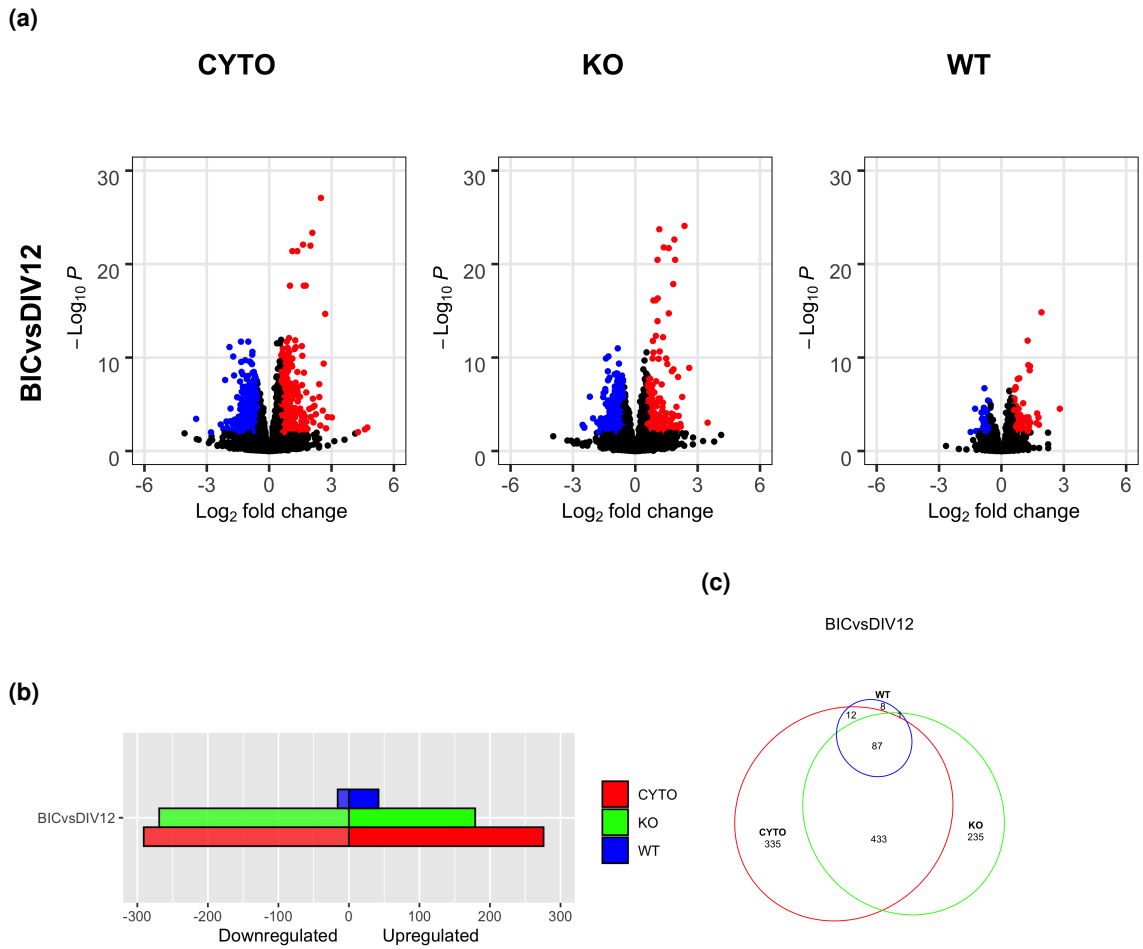 (a)
CYTO
KO
WT
BICvsDIV12
30
20
10
0
−Log10 P
-6 -3 0 3 6
Log2 fold change
30
20
10
0
−Log10 P
-6 -3 0 3 6
Log2 fold change
30
20
10
0
−Log10 P
-6 -3 0 3 6
Log2 fold change
(b)
BICvsDIV12
-300 -200 -100 0 100 200 300
Downregulated Upregulated
CYTO
KO
WT
(c)
BICvsDIV12
WT
8
12 1
87
CYTO
335
433
KO
235